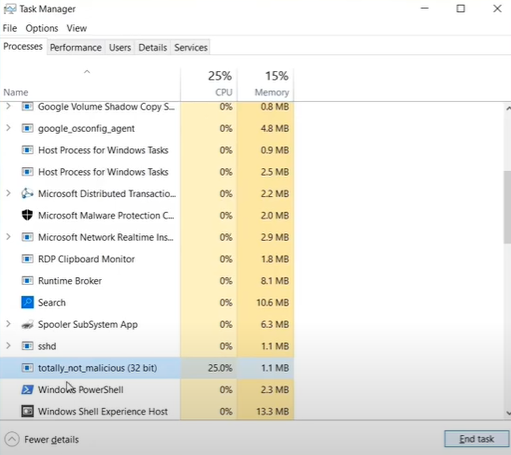 Task Manager
File Options View
Processes Performance Users Details Services
25% 15%
Name CPU Memory
Google Volume Shadow Copy S... 0% 0.8 MB
google_osconfig_agent 0% 4.8 MB
Host Process for Windows Tasks 0% 0.9 MB
Host Process for Windows Tasks 0% 2.5 MB
Microsoft Distributed Transactio... 0% 2.2 MB
Microsoft Malware Protection C... 0% 2.0 MB
Microsoft Network Realtime Ins... 0% 2.9 MB
RDP Clipboard Monitor 0% 1.8 MB
Runtime Broker 0% 8.1 MB
Search 0% 10.6 MB
Spooler SubSystem App 0% 6.3 MB
sshd 0% 1.1 MB
totally_not_malicious (32 bit) 25.0% 1.1 MB
Windows PowerShell 0% 2.3 MB
Windows Shell Experience Host 0% 13.3 MB
Fewer details End task